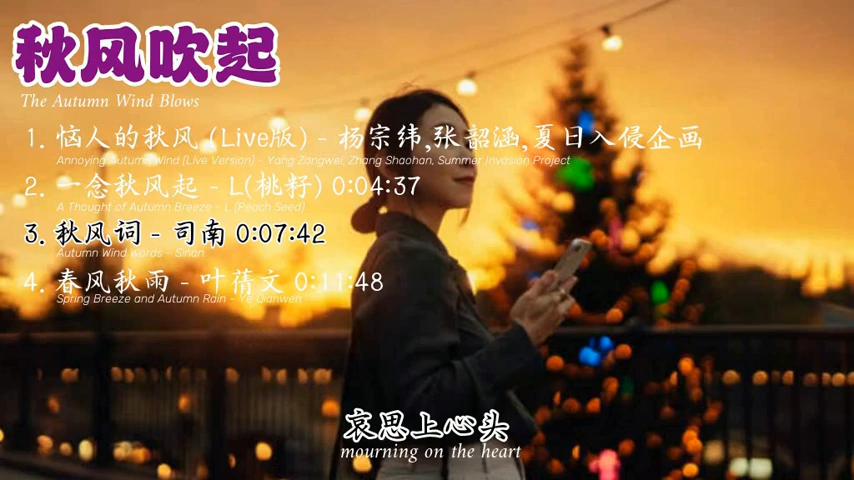 秋风吹起
The Autumn Wind Blows
1. 恼人的秋风 (Live版) - 杨宗纬,张韶涵,夏日入侵企画
Annoying Autumn Wind (Live Version) - Yang Zongwei, Zhang Shaohan, Summer Invasion Project
2. 一念秋风起 - L(桃籽) 0:04:37
A Thought of Autumn Breeze - L (Peach Seed)
3. 秋风词 - 司南 0:07:42
Autumn Wind Words - Sinan
4. 春风秋雨 - 叶蒨文 0:11:48
Spring Breeze and Autumn Rain - Ye Qianwen
哀思上心头
mourning on the heart